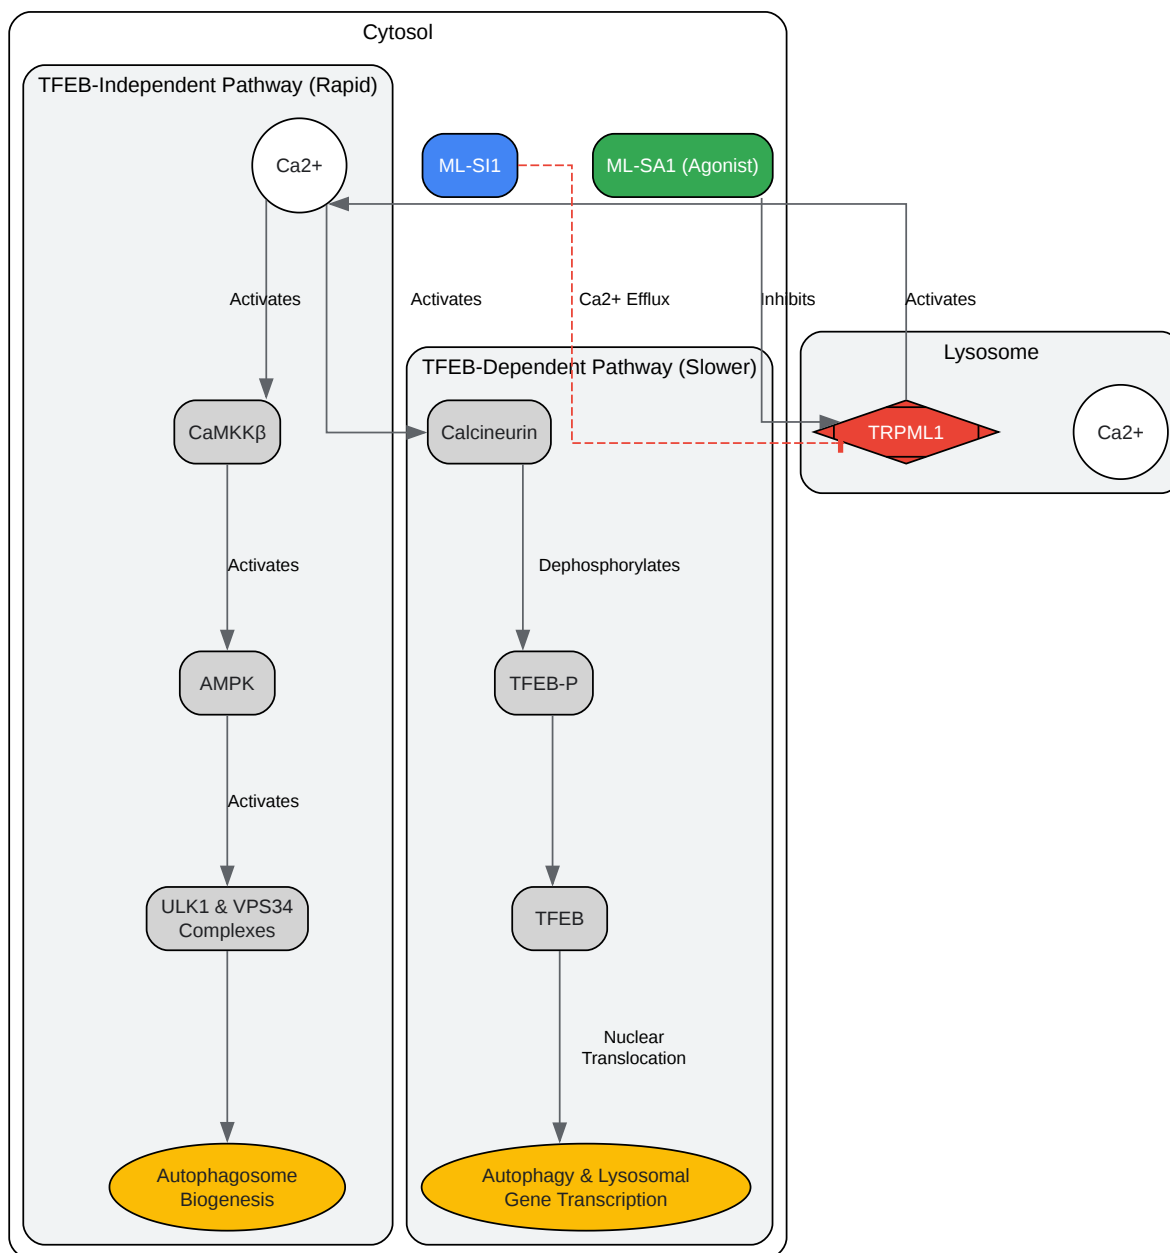 Cytosol
TFEB-Independent Pathway (Rapid)
Ca2+
ML-SI1
ML-SA1 (Agonist)
Activates
Activates
Ca2+ Efflux
Inhibits
Activates
Lysosome
TFEB-Dependent Pathway (Slower)
CaMKKβ
Calcineurin
TRPML1
Ca2+
Activates
Dephosphorylates
AMPK
TFEB-P
Activates
ULK1 & VPS34
Complexes
TFEB
Nuclear
Translocation
Autophagosome
Biogenesis
Autophagy & Lysosomal
Gene Transcription